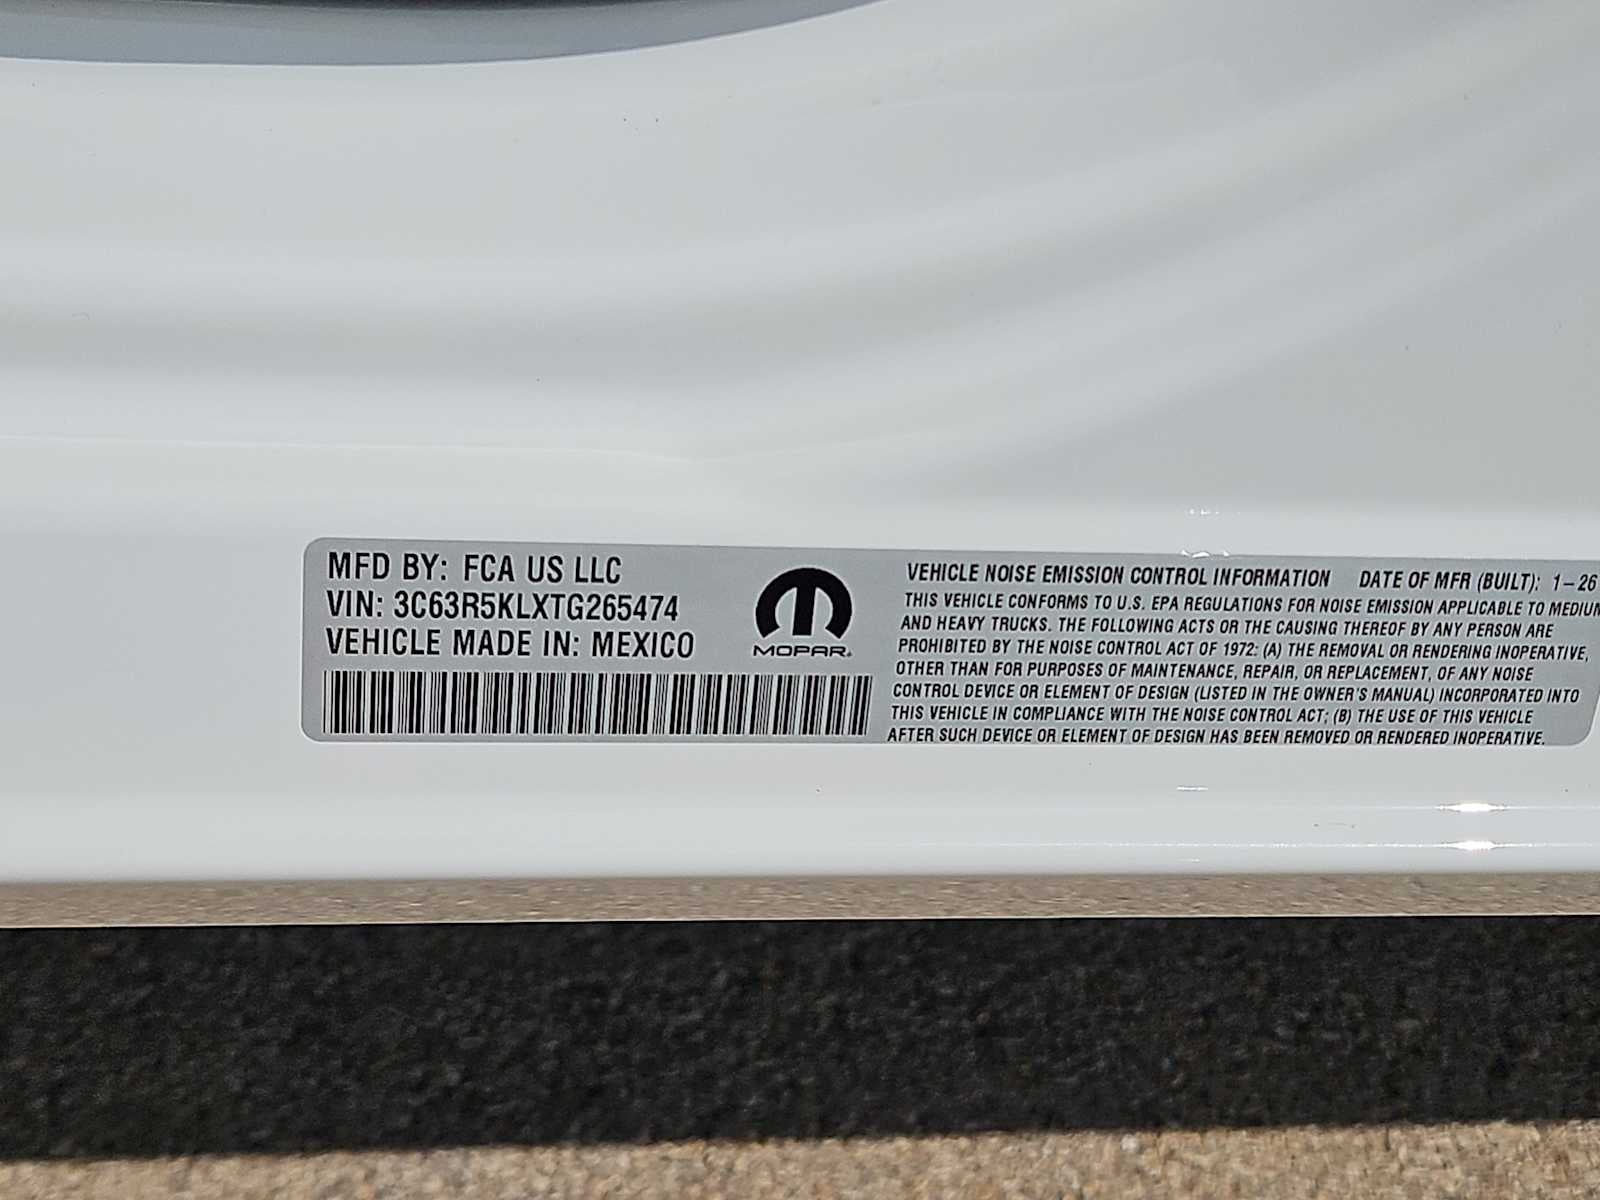 MFD BY: FCA US LLC
VIN: 3C63R5KLXTG265474
VEHICLE MADE IN: MEXICO
MOPAR
VEHICLE NOISE EMISSION CONTROL INFORMATION DATE OF MFR (BUILT): 1-26
THIS VEHICLE CONFORMS TO U.S. EPA REGULATIONS FOR NOISE EMISSION APPLICABLE TO MEDIUM
AND HEAVY TRUCKS. THE FOLLOWING ACTS OR THE CAUSING THEREOF BY ANY PERSON ARE
PROHIBITED BY THE NOISE CONTROL ACT OF 1972: (A) THE REMOVAL OR RENDERING INOPERATIVE,
OTHER THAN FOR PURPOSES OF MAINTENANCE, REPAIR, OR REPLACEMENT, OF ANY NOISE
CONTROL DEVICE OR ELEMENT OF DESIGN (LISTED IN THE OWNER'S MANUAL) INCORPORATED INTO
THIS VEHICLE IN COMPLIANCE WITH THE NOISE CONTROL ACT; (B) THE USE OF THIS VEHICLE
AFTER SUCH DEVICE OR ELEMENT OF DESIGN HAS BEEN REMOVED OR RENDERED INOPERATIVE.